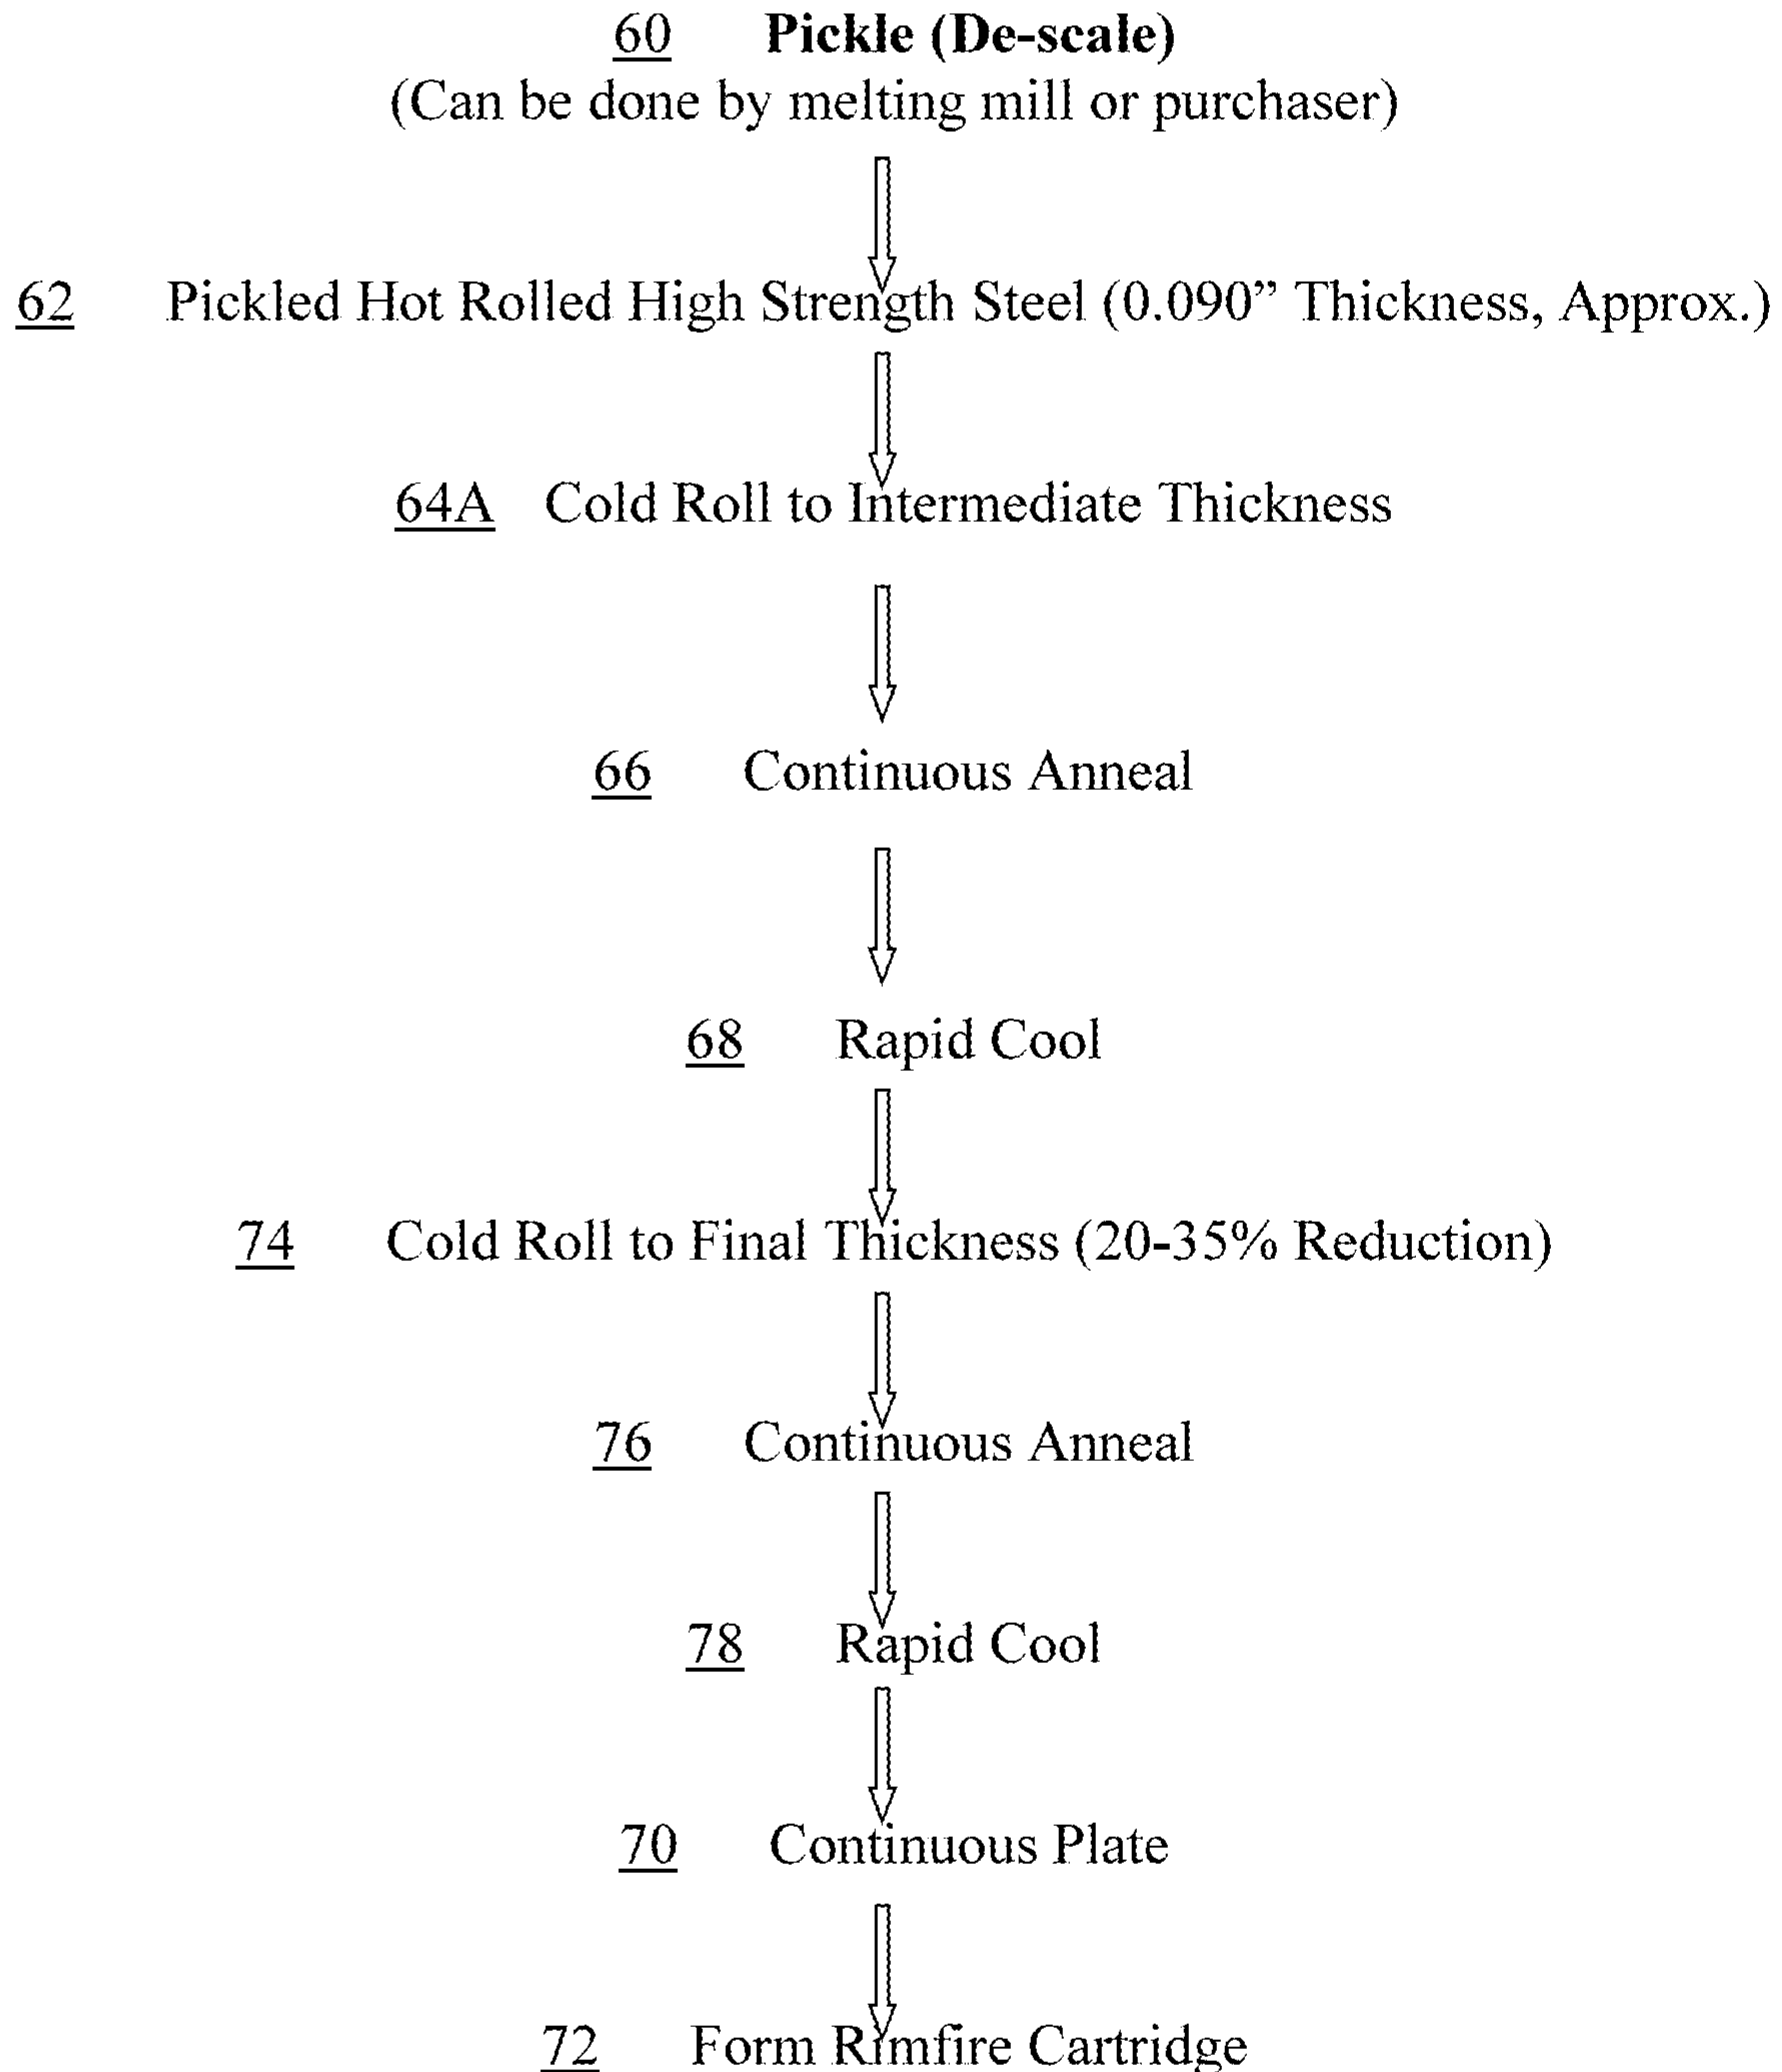 60 Pickle (De-scale)
(Can be done by melting mill or purchaser)
62 Pickled Hot Rolled High Strength Steel (0.090” Thickness, Approx.)
64A Cold Roll to Intermediate Thickness
66 Continuous Anneal
68 Rapid Cool
74 Cold Roll to Final Thickness (20-35% Reduction)
76 Continuous Anneal
78 Rapid Cool
70 Continuous Plate
72 Form Rimfire Cartridge